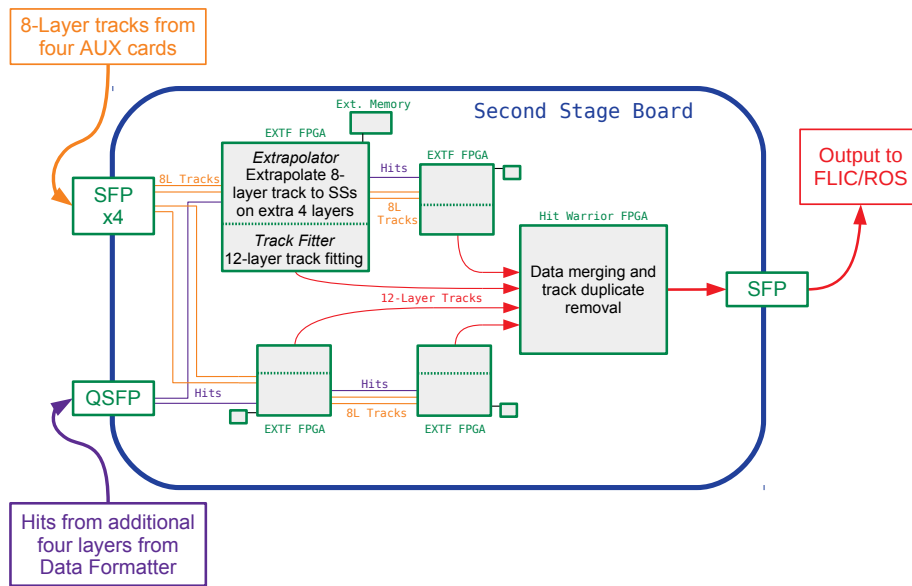 8-Layer tracks from
four AUX cards
Second Stage Board
Ext. Memory
EXTF FPGA
Extrapolator
Extrapolate 8-
layer track to SSs
on extra 4 layers
Track Fitter
12-layer track fitting
Hits
8L
Tracks
EXTF FPGA
8L Tracks
SFP
x4
Output to
FLIC/ROS
Hit Warrior FPGA
Data merging and
track duplicate
removal
SFP
12-Layer Tracks
QSFP
Hits
Hits
8L Tracks
EXTF FPGA
EXTF FPGA
Hits from additional
four layers from
Data Formatter